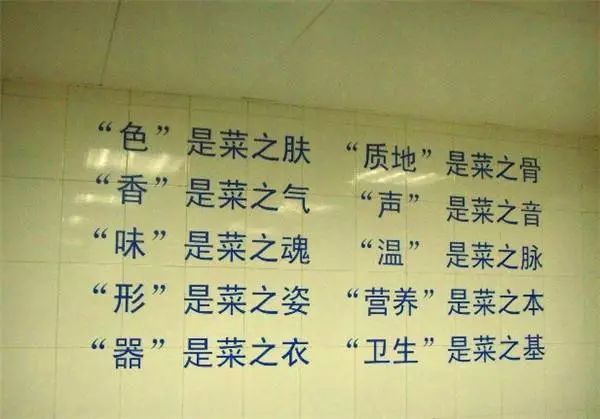 “色”是菜之肤
“香”是菜之气
“味”是菜之魂
“形”是菜之姿
“器”是菜之衣
“质地”是菜之骨
“声”是菜之音
“温”是菜之脉
“营养”是菜之本
“卫生”是菜之基